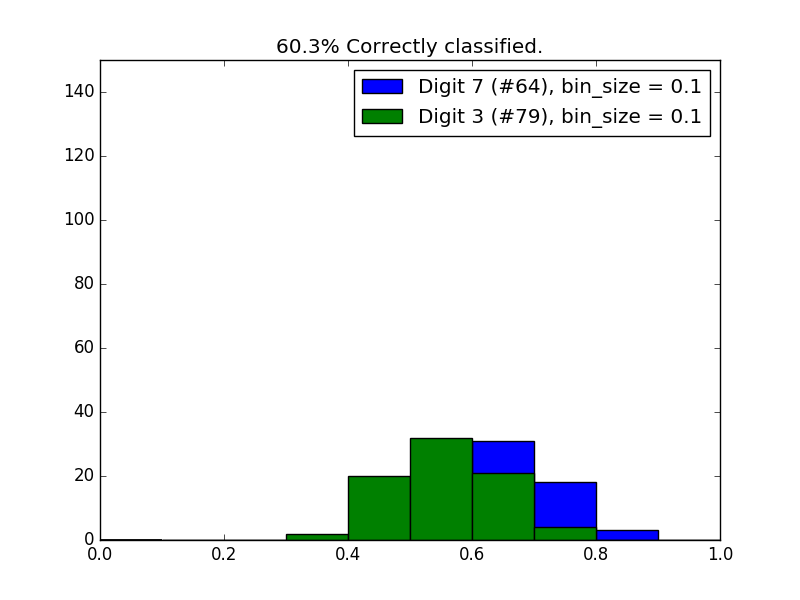 60.3% Correctly classified.
Digit 7 (#64), bin_size = 0.1
Digit 3 (#79), bin_size = 0.1
140
120
100
80
60
40
20
0
0.0 0.2 0.4 0.6 0.8 1.0